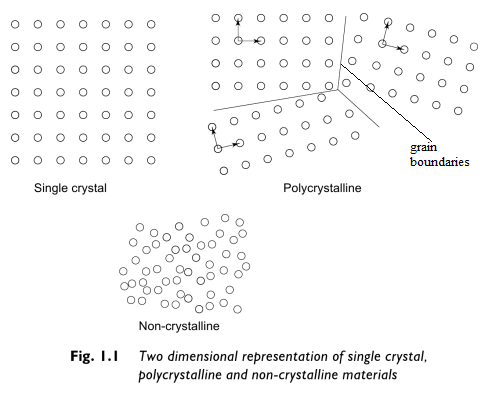 grain
boundaries
Single crystal
Polycrystalline
Non-crystalline
Fig. 1.1 Two dimensional representation of single crystal,
polycrystalline and non-crystalline materials